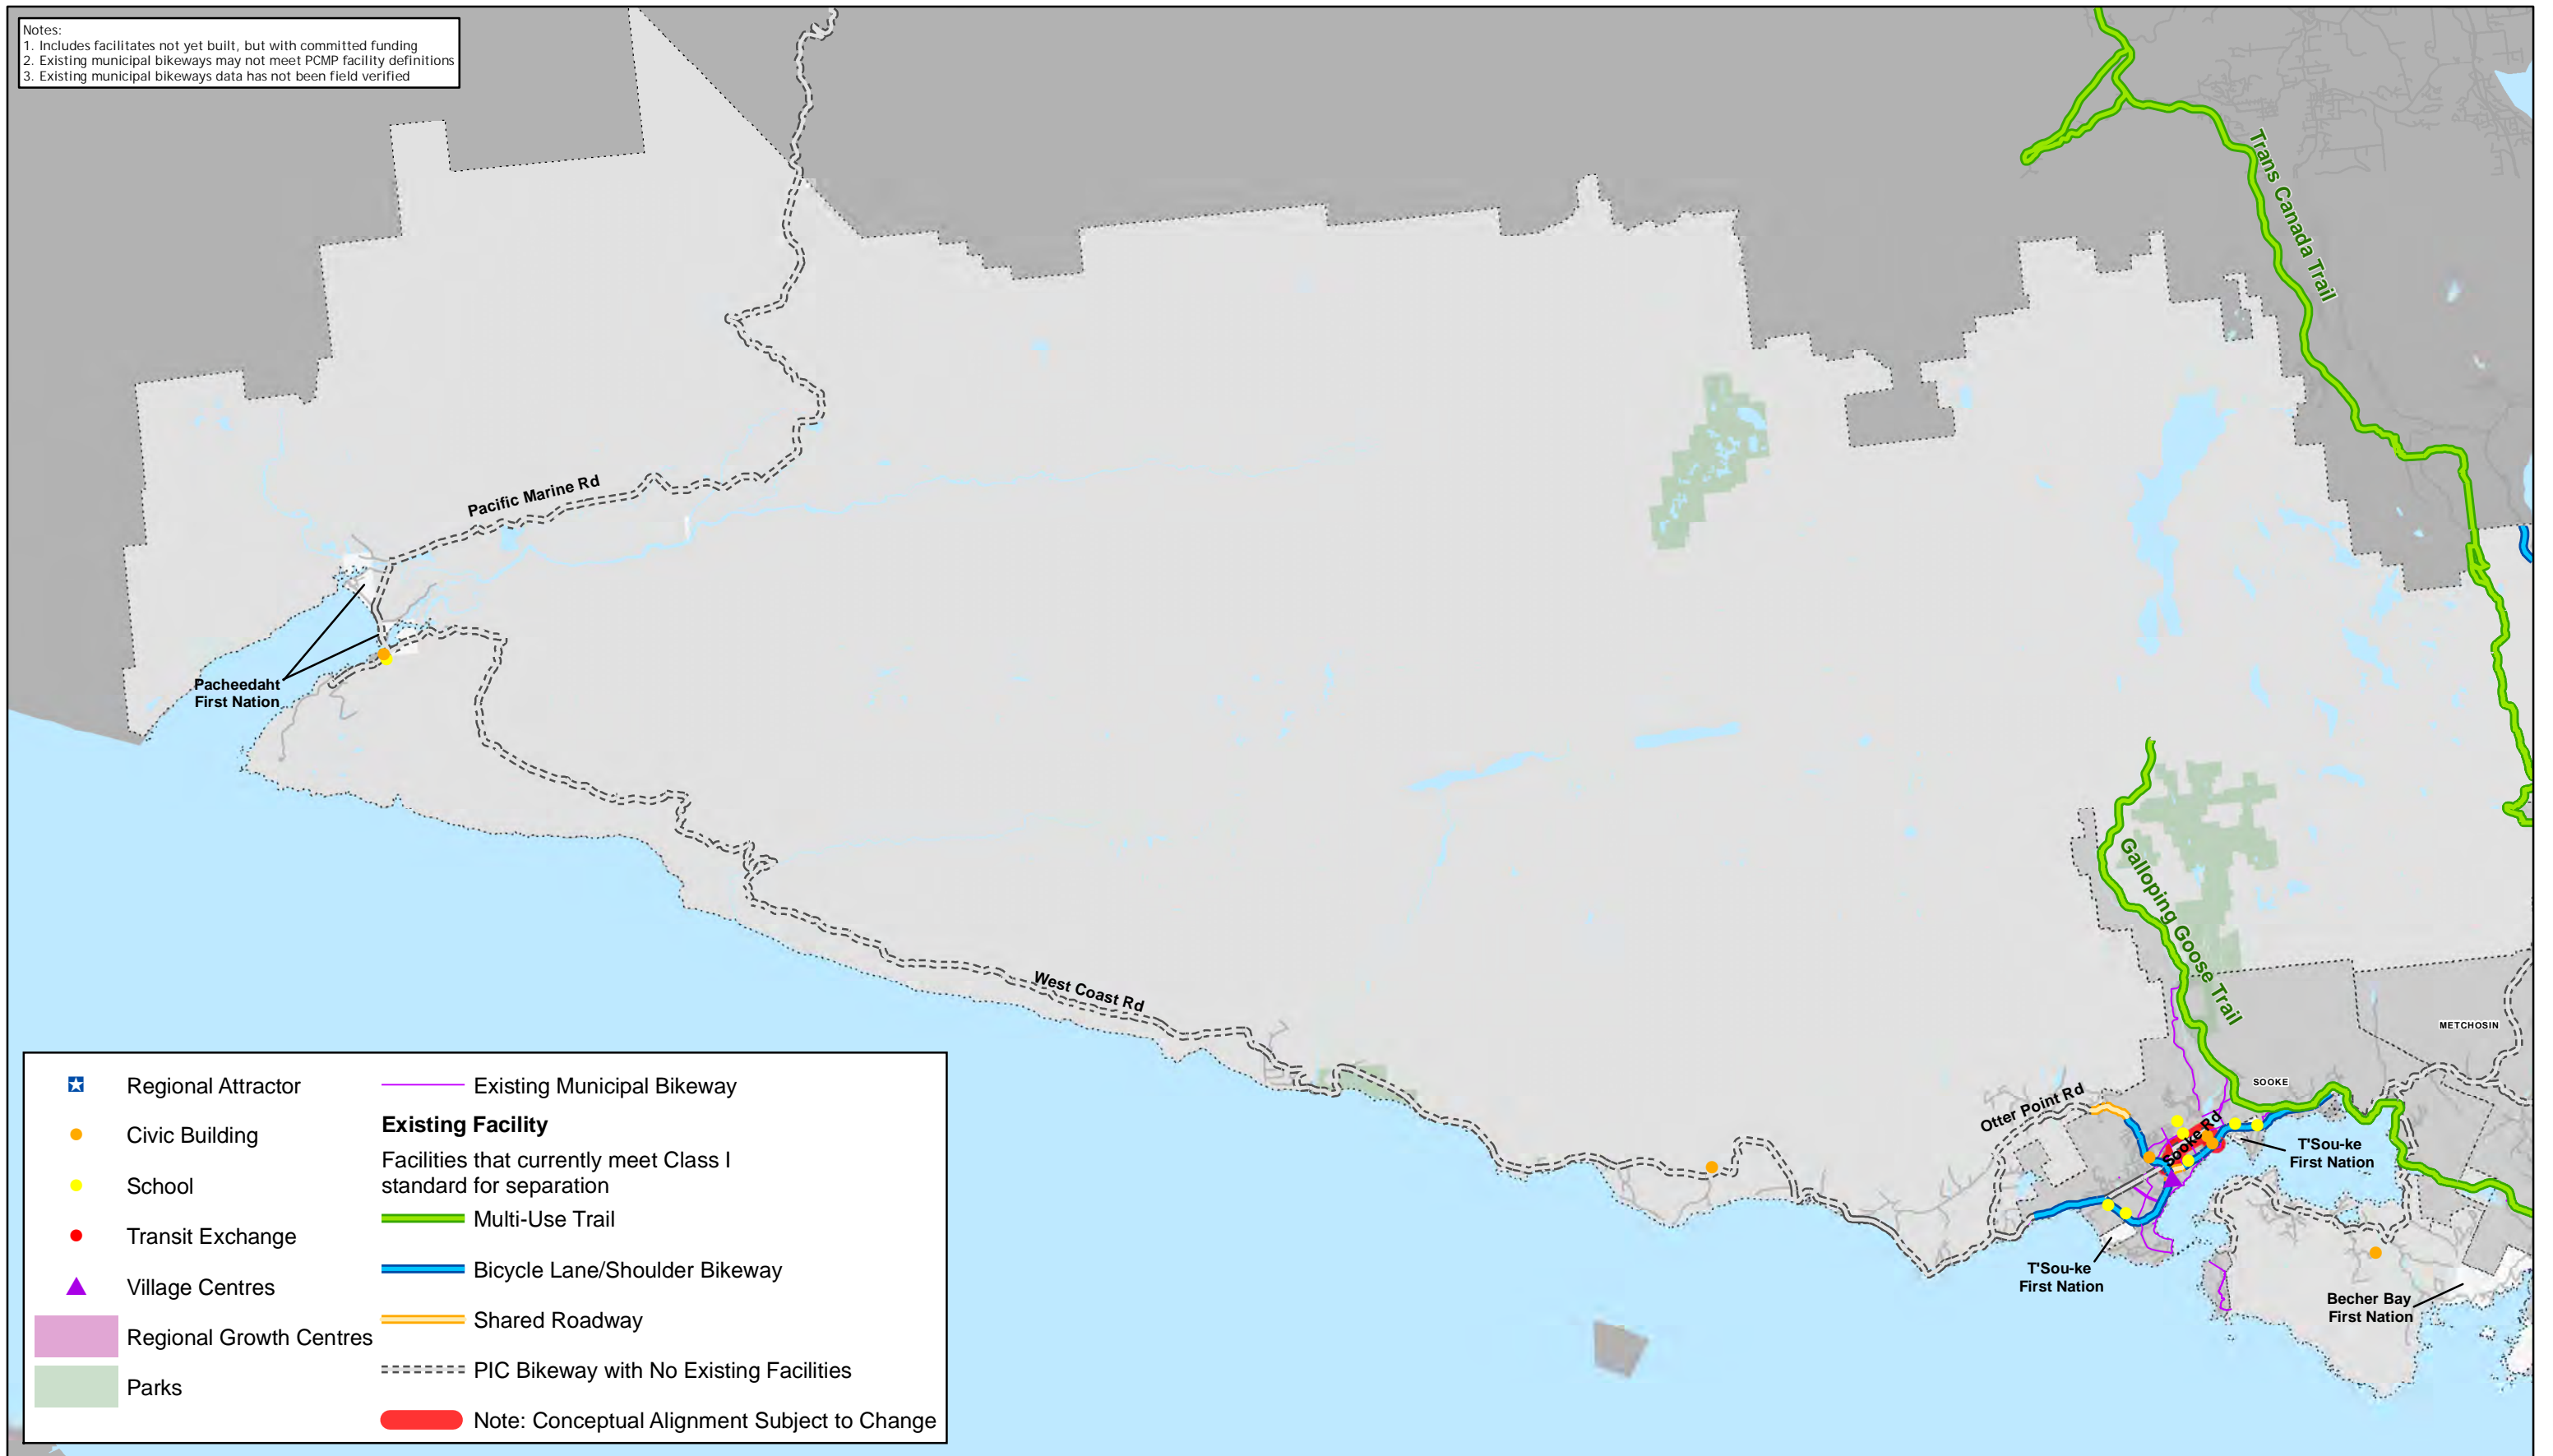 Notes:
1. Includes facilitates not yet built, but with committed funding
2. Existing municipal bikeways may not meet PCMP facility definitions
3. Existing municipal bikeways data has not been field verified
Trans Canada Trail
Pacific Marine Rd
Pacheedaht
First Nation
Galloping Goose Trail
West Coast Rd
METCHOSIN
SOOKE
Otter Point Rd
Sooke Rd
T'Sou-ke
First Nation
T'Sou-ke
First Nation
Becher Bay
First Nation
Regional Attractor
Civic Building
School
Transit Exchange
Village Centres
Regional Growth Centres
Parks
Existing Municipal Bikeway
Existing Facility
Facilities that currently meet Class I
standard for separation
Multi-Use Trail
Bicycle Lane/Shoulder Bikeway
Shared Roadway
PIC Bikeway with No Existing Facilities
Note: Conceptual Alignment Subject to Change